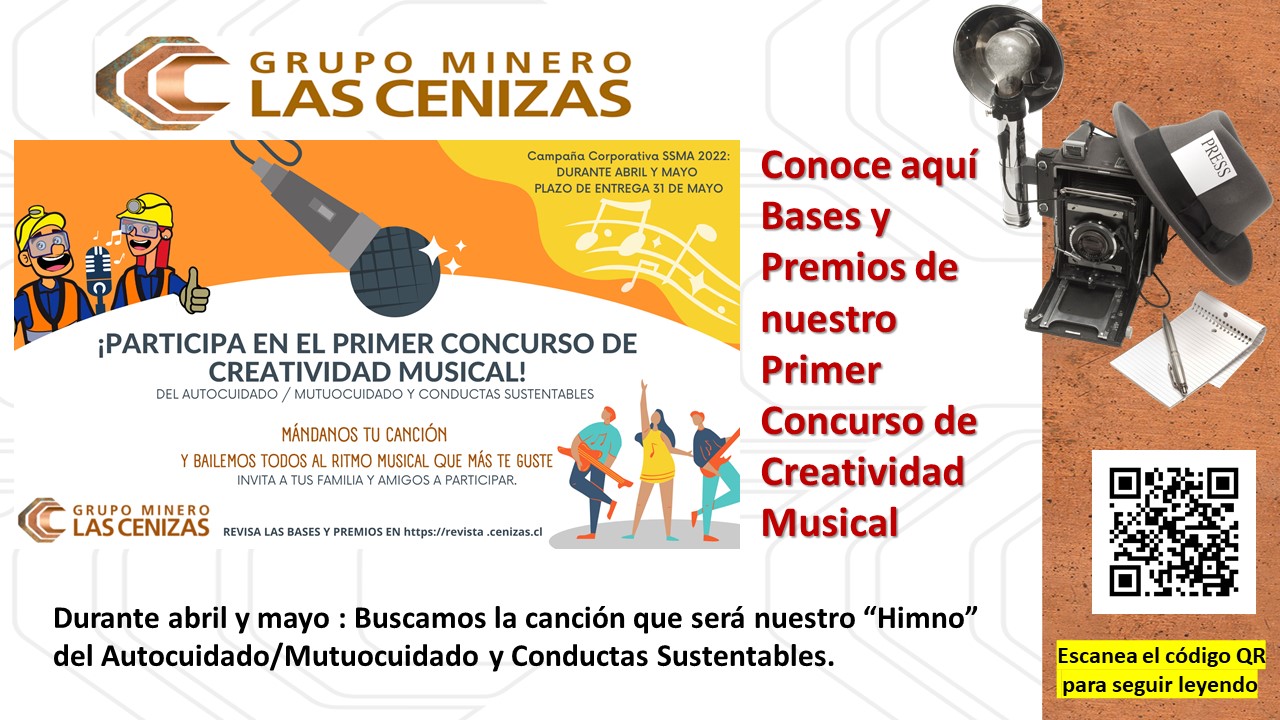 GRUPO MINERO
LAS CENIZAS
Campaña Corporativa SSMA 2022:
DURANTE ABRIL Y MAYO
PLAZO DE ENTREGA 31 DE MAYO
¡PARTICIPA EN EL PRIMER CONCURSO DE
CREATIVIDAD MUSICAL!
DEL AUTOCUIDADO / MUTUOCUIDADO Y CONDUCTAS SUSTENTABLES
MÁNDANOS TU CANCIÓN
Y BAILEMOS TODOS AL RITMO MUSICAL QUE MÁS TE GUSTE
INVITA A TUS FAMILIA Y AMIGOS A PARTICIPAR.
GRUPO MINERO
LAS CENIZAS
REVISA LAS BASES Y PREMIOS EN https://revista .cenizas.cl
Conoce aquí
Bases y
Premios de
nuestro
Primer
Concurso de
Creatividad
Musical
PRESS
Durante abril y mayo : Buscamos la canción que será nuestro “Himno”
del Autocuidado/Mutuocuidado y Conductas Sustentables.
Escanea el código QR
para seguir leyendo